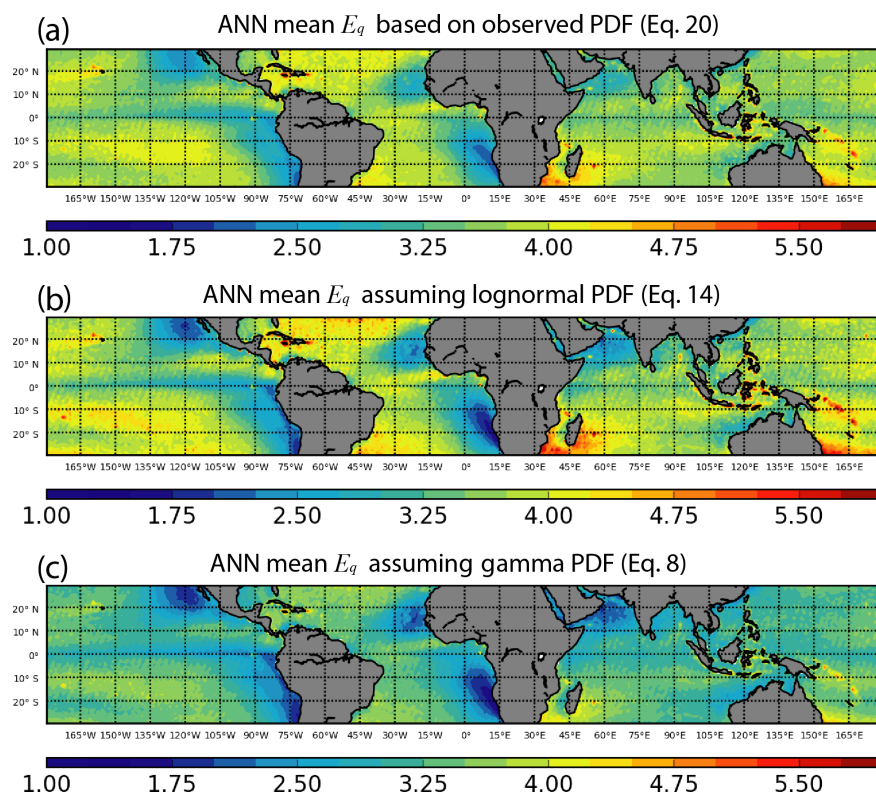 (a) ANN mean Eq based on observed PDF (Eq. 20)
20° N
10° N
0°
10° S
20° S
165°W 150°W 135°W 120°W 105°W 90°W 75°W 60°W 45°W 30°W 15°W 0° 15°E 30°E 45°E 60°E 75°E 90°E 105°E 120°E 135°E 150°E 165°E
1.00 1.75 2.50 3.25 4.00 4.75 5.50
(b) ANN mean Eq assuming lognormal PDF (Eq. 14)
20° N
10° N
0°
10° S
20° S
165°W 150°W 135°W 120°W 105°W 90°W 75°W 60°W 45°W 30°W 15°W 0° 15°E 30°E 45°E 60°E 75°E 90°E 105°E 120°E 135°E 150°E 165°E
1.00 1.75 2.50 3.25 4.00 4.75 5.50
(c) ANN mean Eq assuming gamma PDF (Eq. 8)
20° N
10° N
0°
10° S
20° S
165°W 150°W 135°W 120°W 105°W 90°W 75°W 60°W 45°W 30°W 15°W 0° 15°E 30°E 45°E 60°E 75°E 90°E 105°E 120°E 135°E 150°E 165°E
1.00 1.75 2.50 3.25 4.00 4.75 5.50